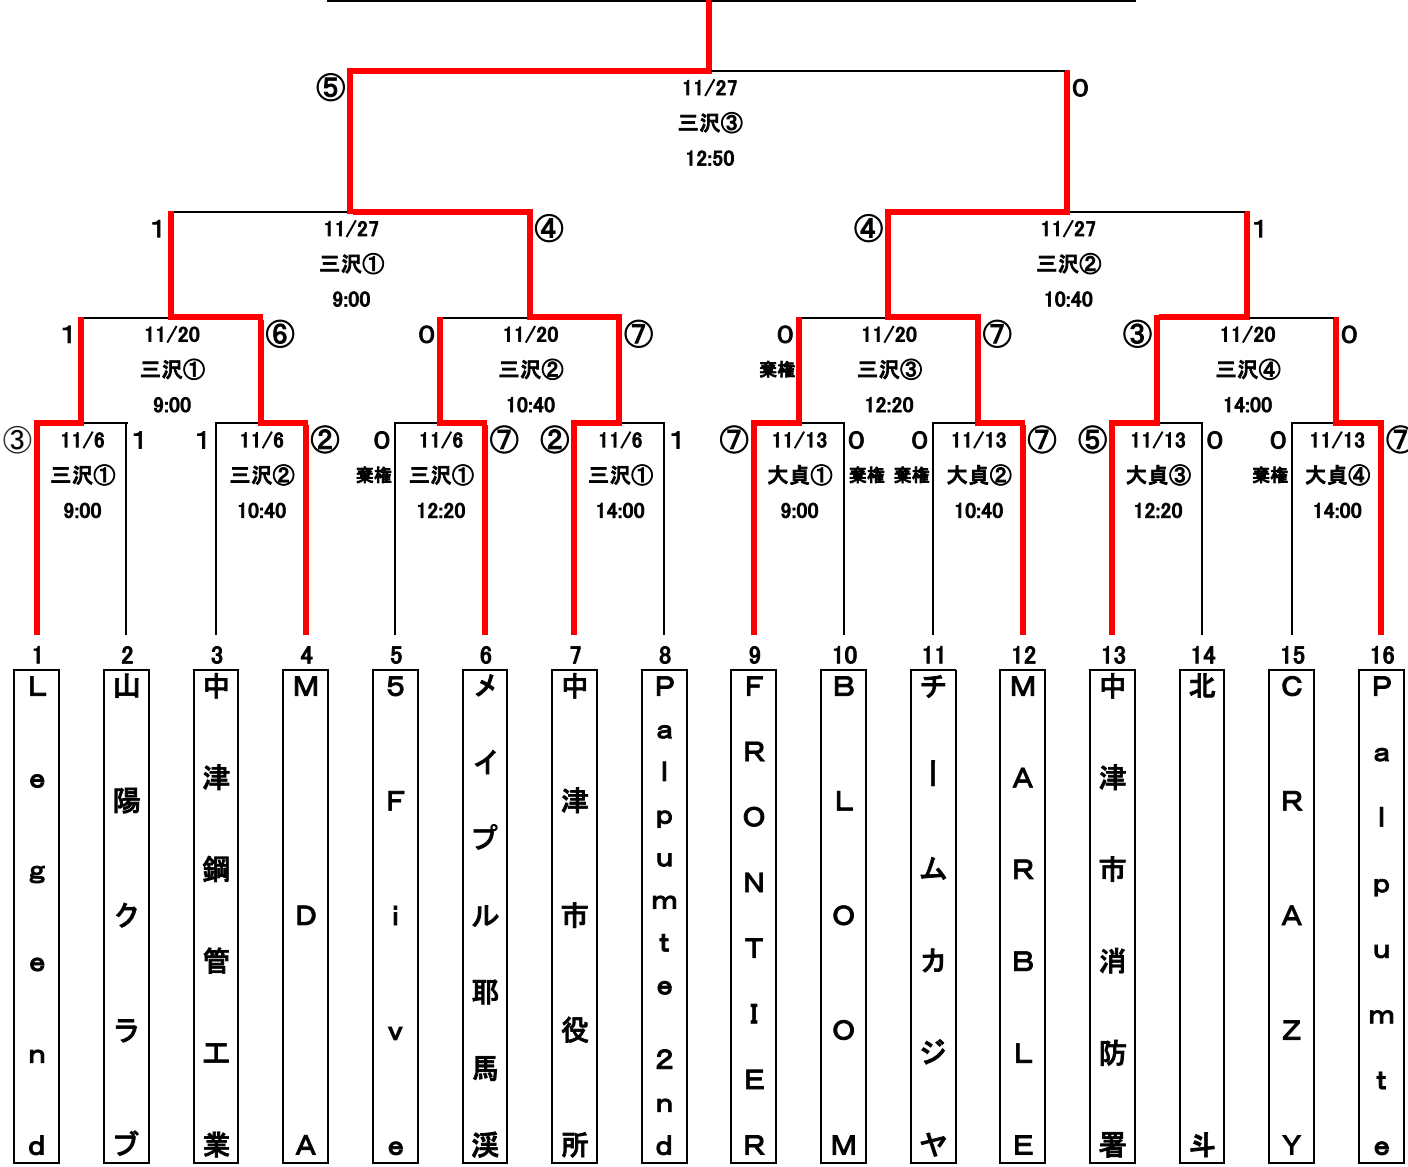 ⑤ 11/27 0
三沢③
12:50
1 11/27 ④ ④ 11/27 1
三沢① 三沢②
9:00 10:40
1 11/20 ⑥ 0 11/20 ⑦ 0 11/20 ⑦ ③ 11/20 0
三沢① 三沢② 棄権 三沢③ 三沢④
9:00 10:40 12:20 14:00
③ 11/6 1 1 11/6 ② 0 11/6 ⑦ ② 11/6 1 ⑦ 11/13 0 0 11/13 ⑦ ⑤ 11/13 0 0 11/13 ⑦
三沢① 三沢② 棄権 三沢① 三沢① 大貞① 棄権 棄権 大貞② 大貞③ 棄権 大貞④
9:00 10:40 12:20 14:00 9:00 10:40 12:20 14:00
1 2 3 4 5 6 7 8 9 10 11 12 13 14 15 16
Legend
山陽クラブ
中津鋼管工業
MDA
5Five
メイプル耶馬溪
中津市役所
Palpumte 2nd
FRONTIER
BLOOM
チームカジヤ
MARBLE
中津市消防署
北斗
CRAZY
Palpumte